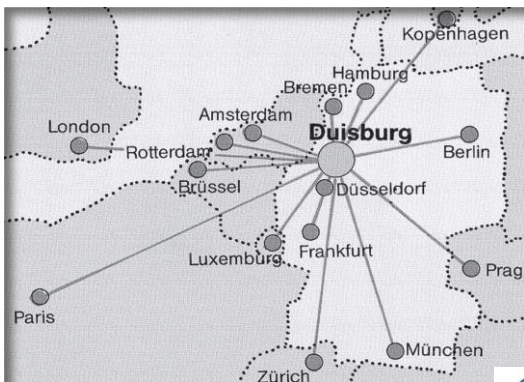 Kopenhagen
Hamburg
Bremen
Amsterdam
London
Duisburg
Rotterdam
Berlin
Brüssel
Düsseldorf
Luxemburg
Frankfurt
Prag
Paris
München
Zürich